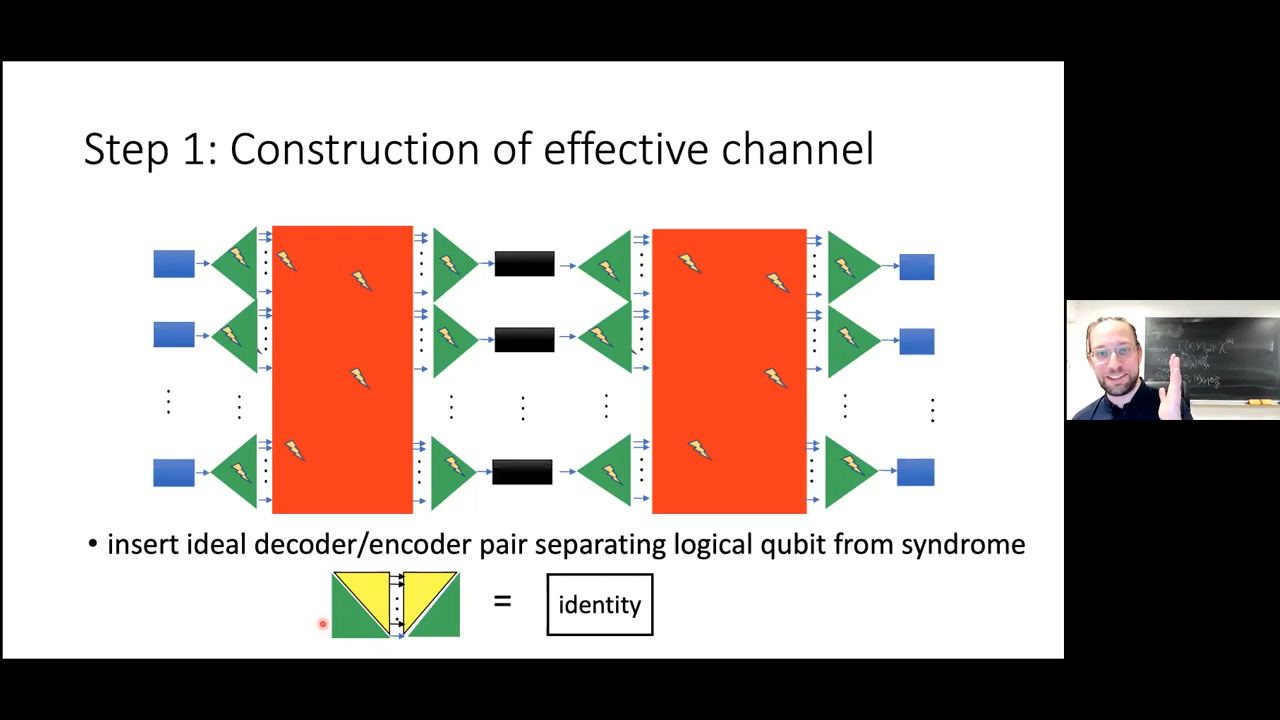 Step 1: Construction of effective channel
• insert ideal decoder/encoder pair separating logical qubit from syndrome
=
identity